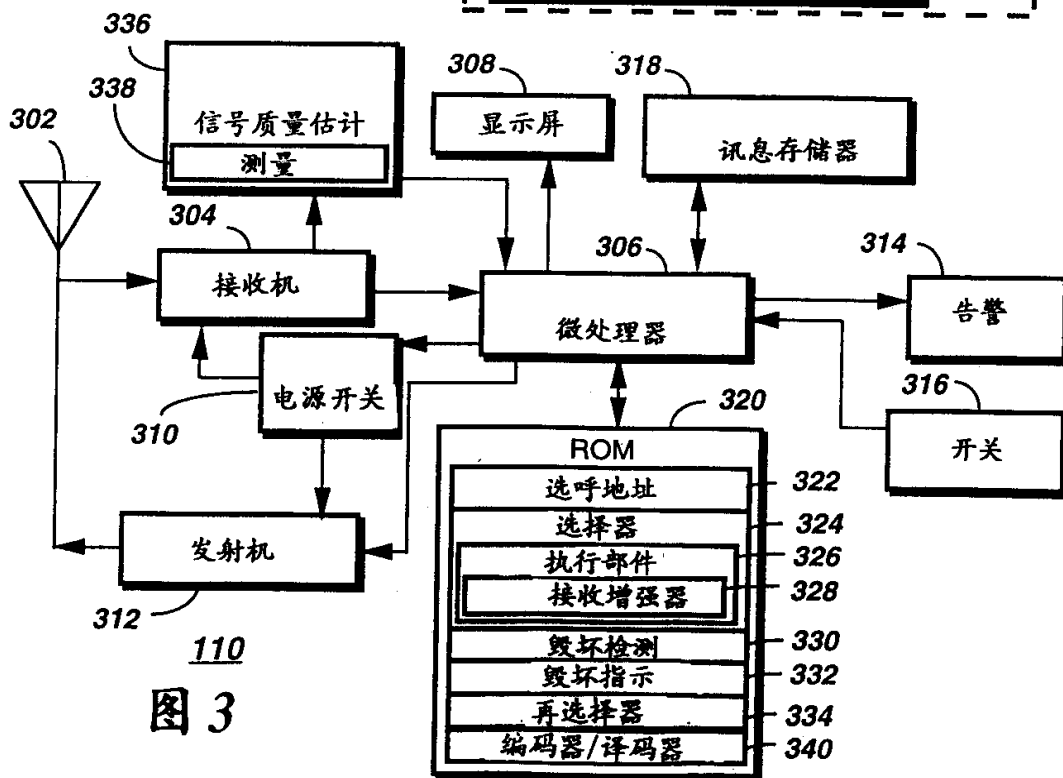 336
338
信号质量估计
测量
302
308
显示屏
318
讯息存储器
304
接收机
306
微处理器
314
告警
310
电源开关
316
开关
320
ROM
选呼地址
322
选择器
324
执行部件
326
接收增强器
328
毁坏检测
330
毁坏指示
332
再选择器
334
编码器/译码器
340
发射机
312
110
图 3